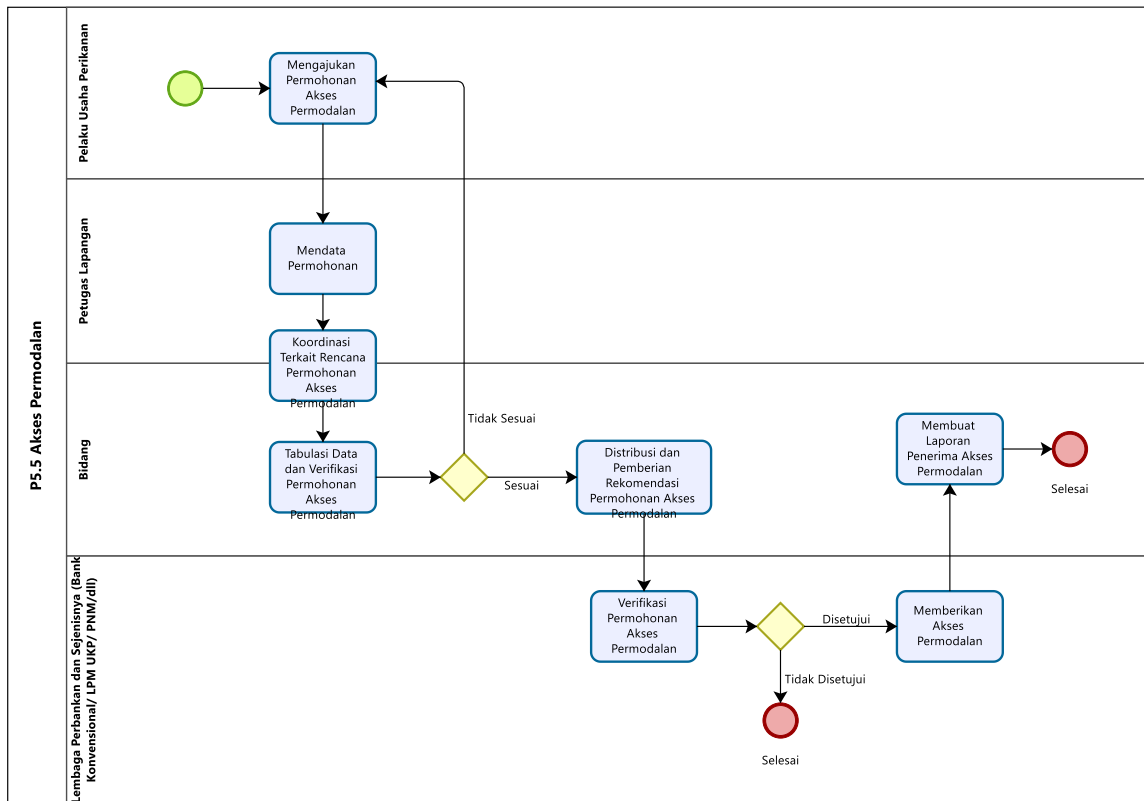 P5.5 Akses Permodalan
Pelaku Usaha Perikanan
Mengajukan
Permohonan
Akses
Permodalan
Petugas Lapangan
Mendata
Permohonan
Koordinasi
Terkait Rencana
Permohonan
Akses
Permodalan
Bidang
Tabulasi Data
dan Verifikasi
Permohonan
Akses
Permodalan
Tidak Sesuai
Sesuai
Distribusi dan
Pemberian
Rekomendasi
Permohonan Akses
Permodalan
Membuat
Laporan
Penerima Akses
Permodalan
Selesai
Lembaga Perbankan dan Sejenisnya (Bank
Konvensional/ LPM UKP/ PNM/dll)
Verifikasi
Permohonan
Akses
Permodalan
Disetujui
Memberikan
Akses
Permodalan
Tidak Disetujui
Selesai